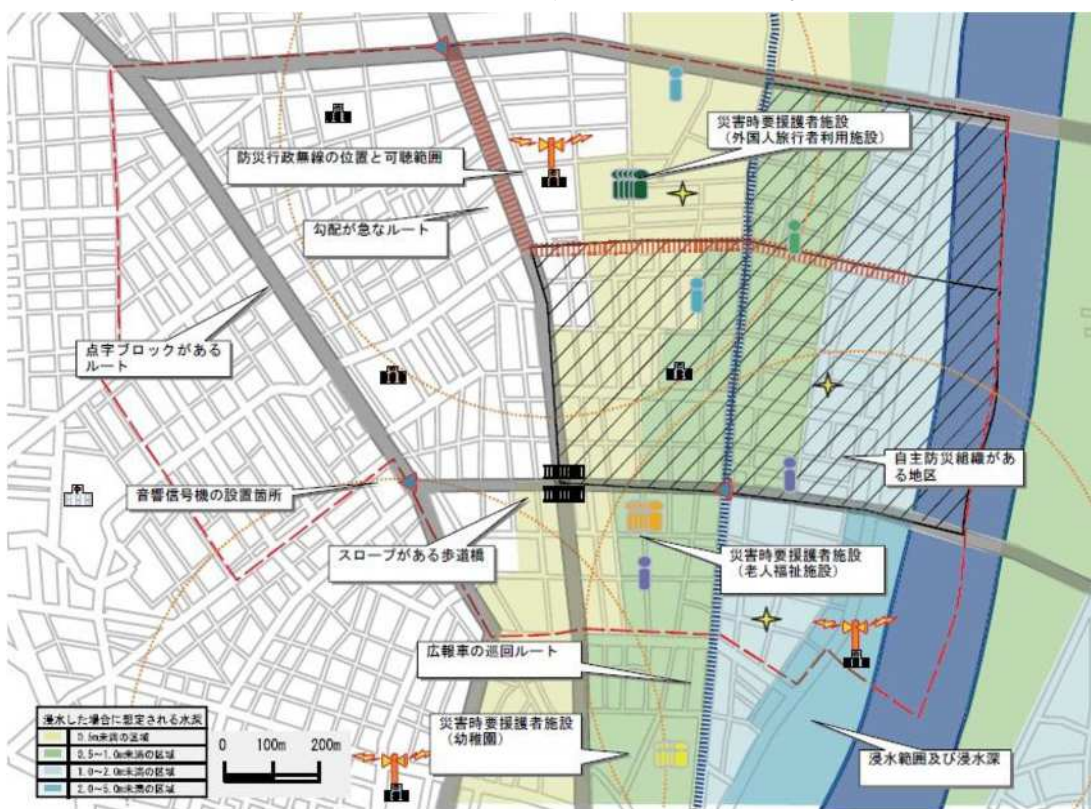 災害時要援護者施設
（外国人旅行者利用施設）
防災行政無線の位置と可聴範囲
勾配が急なルート
点字ブロックがある
ルート
自主防災組織があ
る地区
音響信号機の設置箇所
スロープがある歩道橋
災害時要援護者施設
（老人福祉施設）
広報車の巡回ルート
災害時要援護者施設
（幼稚園）
浸水範囲及び浸水深
浸水した場合に想定される水深
0.5m未満の区域
0.5～1.0m未満の区域
1.0～2.0m未満の区域
2.0～5.0m未満の区域
0 100m 200m